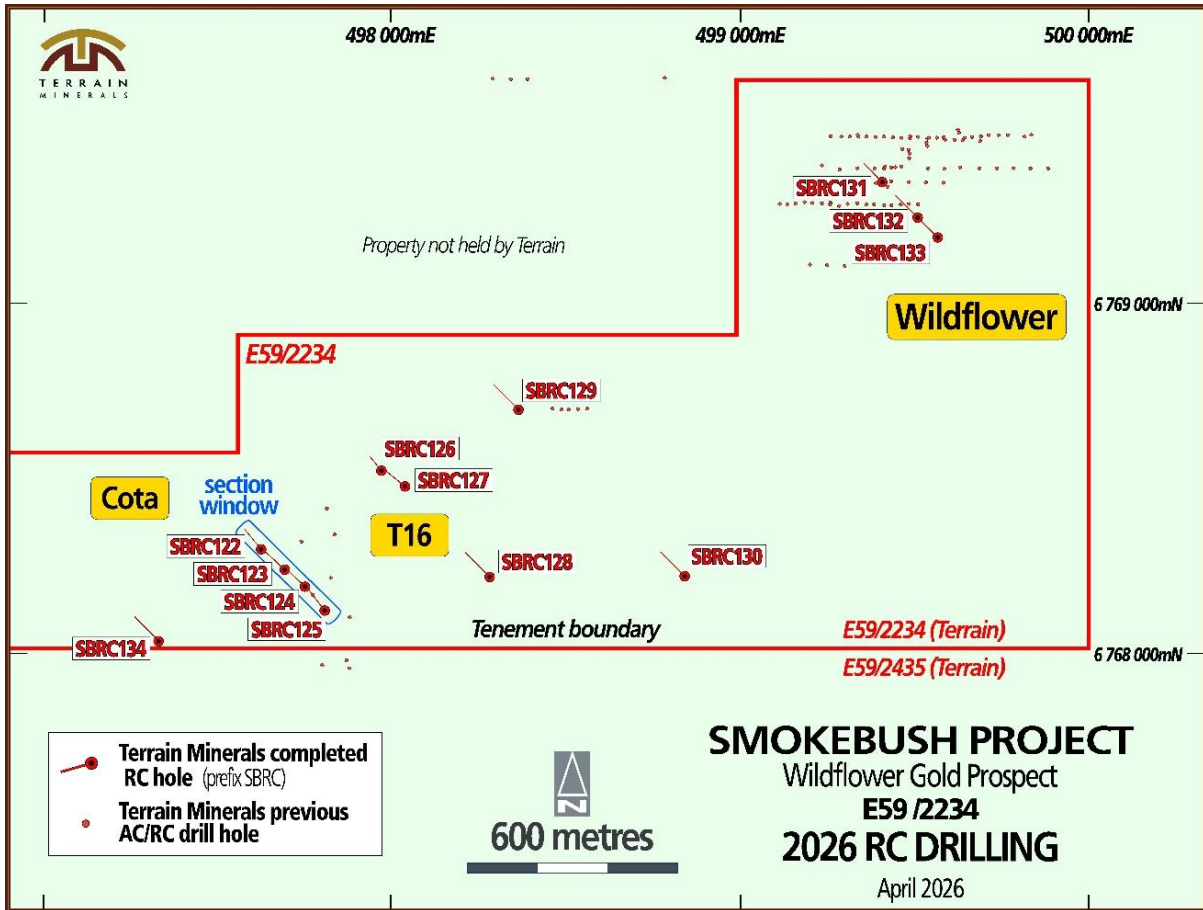 498 000mE
499 000mE
500 000mE
TERRAIN
MINERALS
SBRC131
Property not held by Terrain
SBRC132
SBRC133
6 769 000mN
Wildflower
E59/2234
SBRC129
SBRC126
SBRC127
Cota
section
window
T16
SBRC122
SBRC123
SBRC128
SBRC130
SBRC124
SBRC125
Tenement boundary
E59/2234 (Terrain)
SBRC134
6 768 000mN
E59/2435 (Terrain)
Terrain Minerals completed
RC hole (prefix SBRC)
Terrain Minerals previous
AC/RC drill hole
N
600 metres
SMOKEBUSH PROJECT
Wildflower Gold Prospect
E59 /2234
2026 RC DRILLING
April 2026